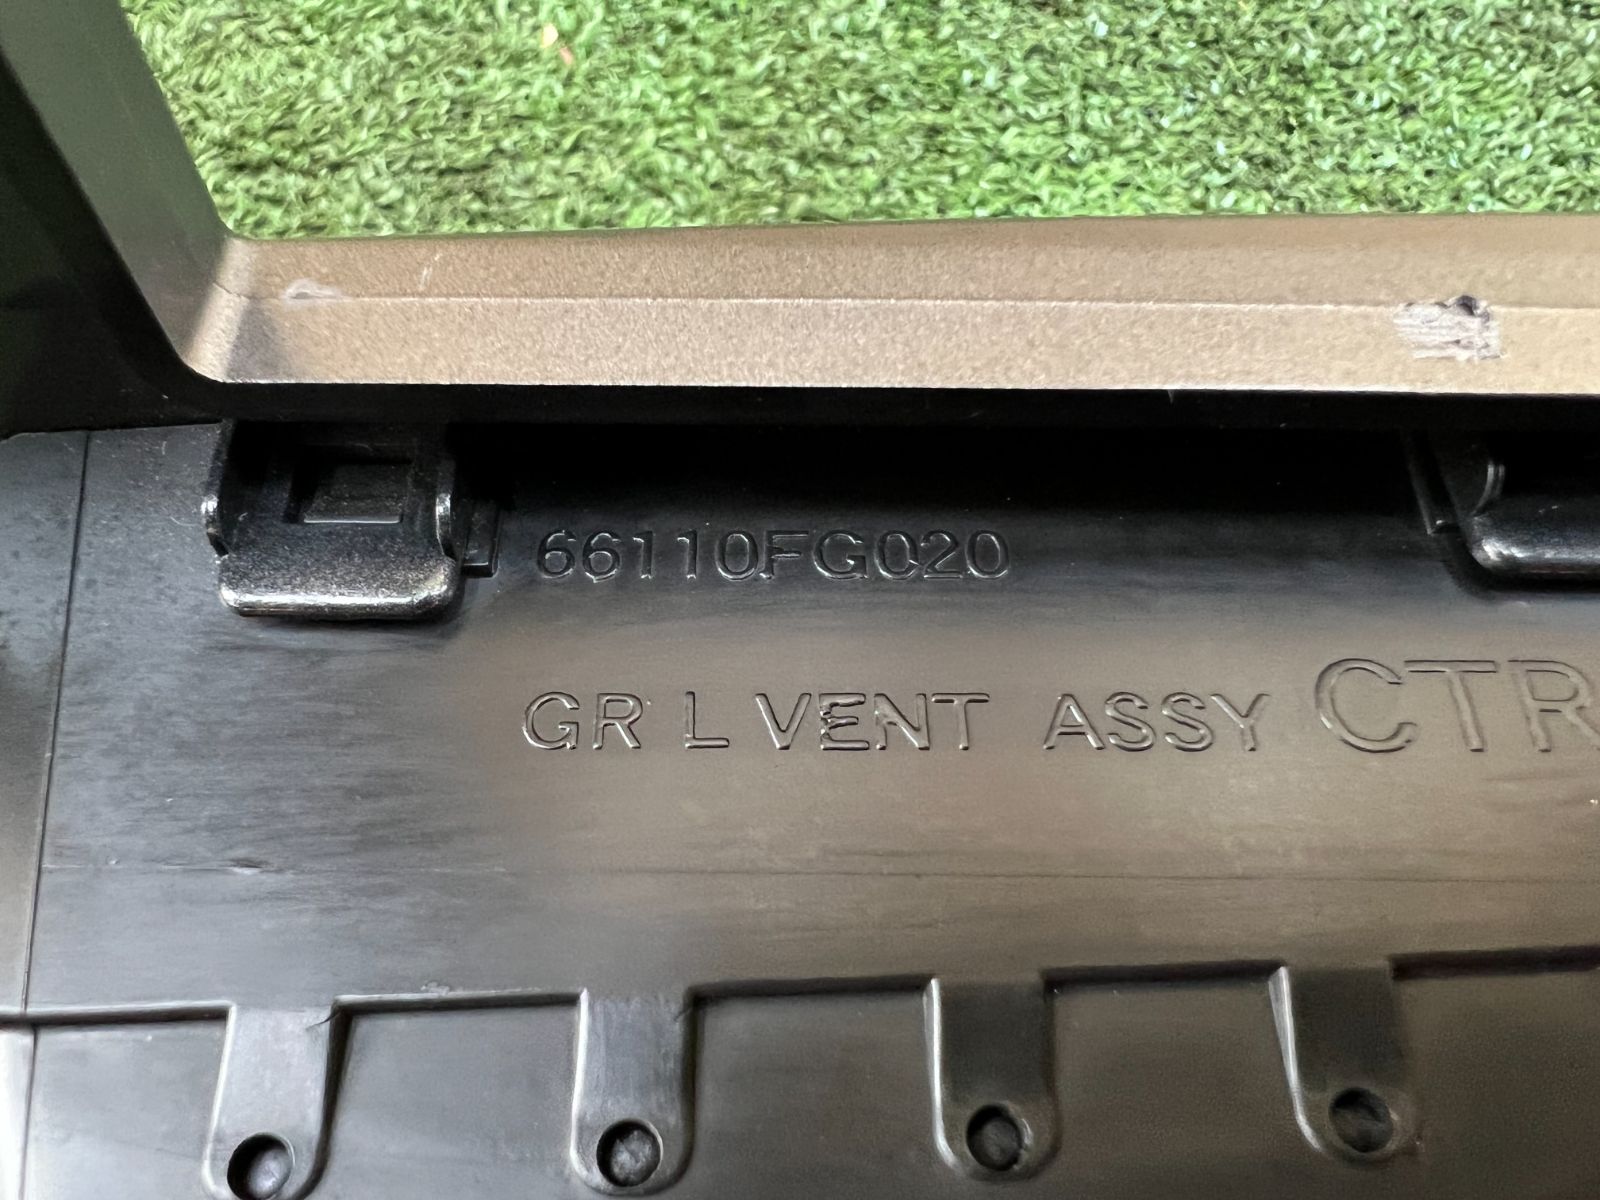 66110FG020
GR L VENT ASSY CTR